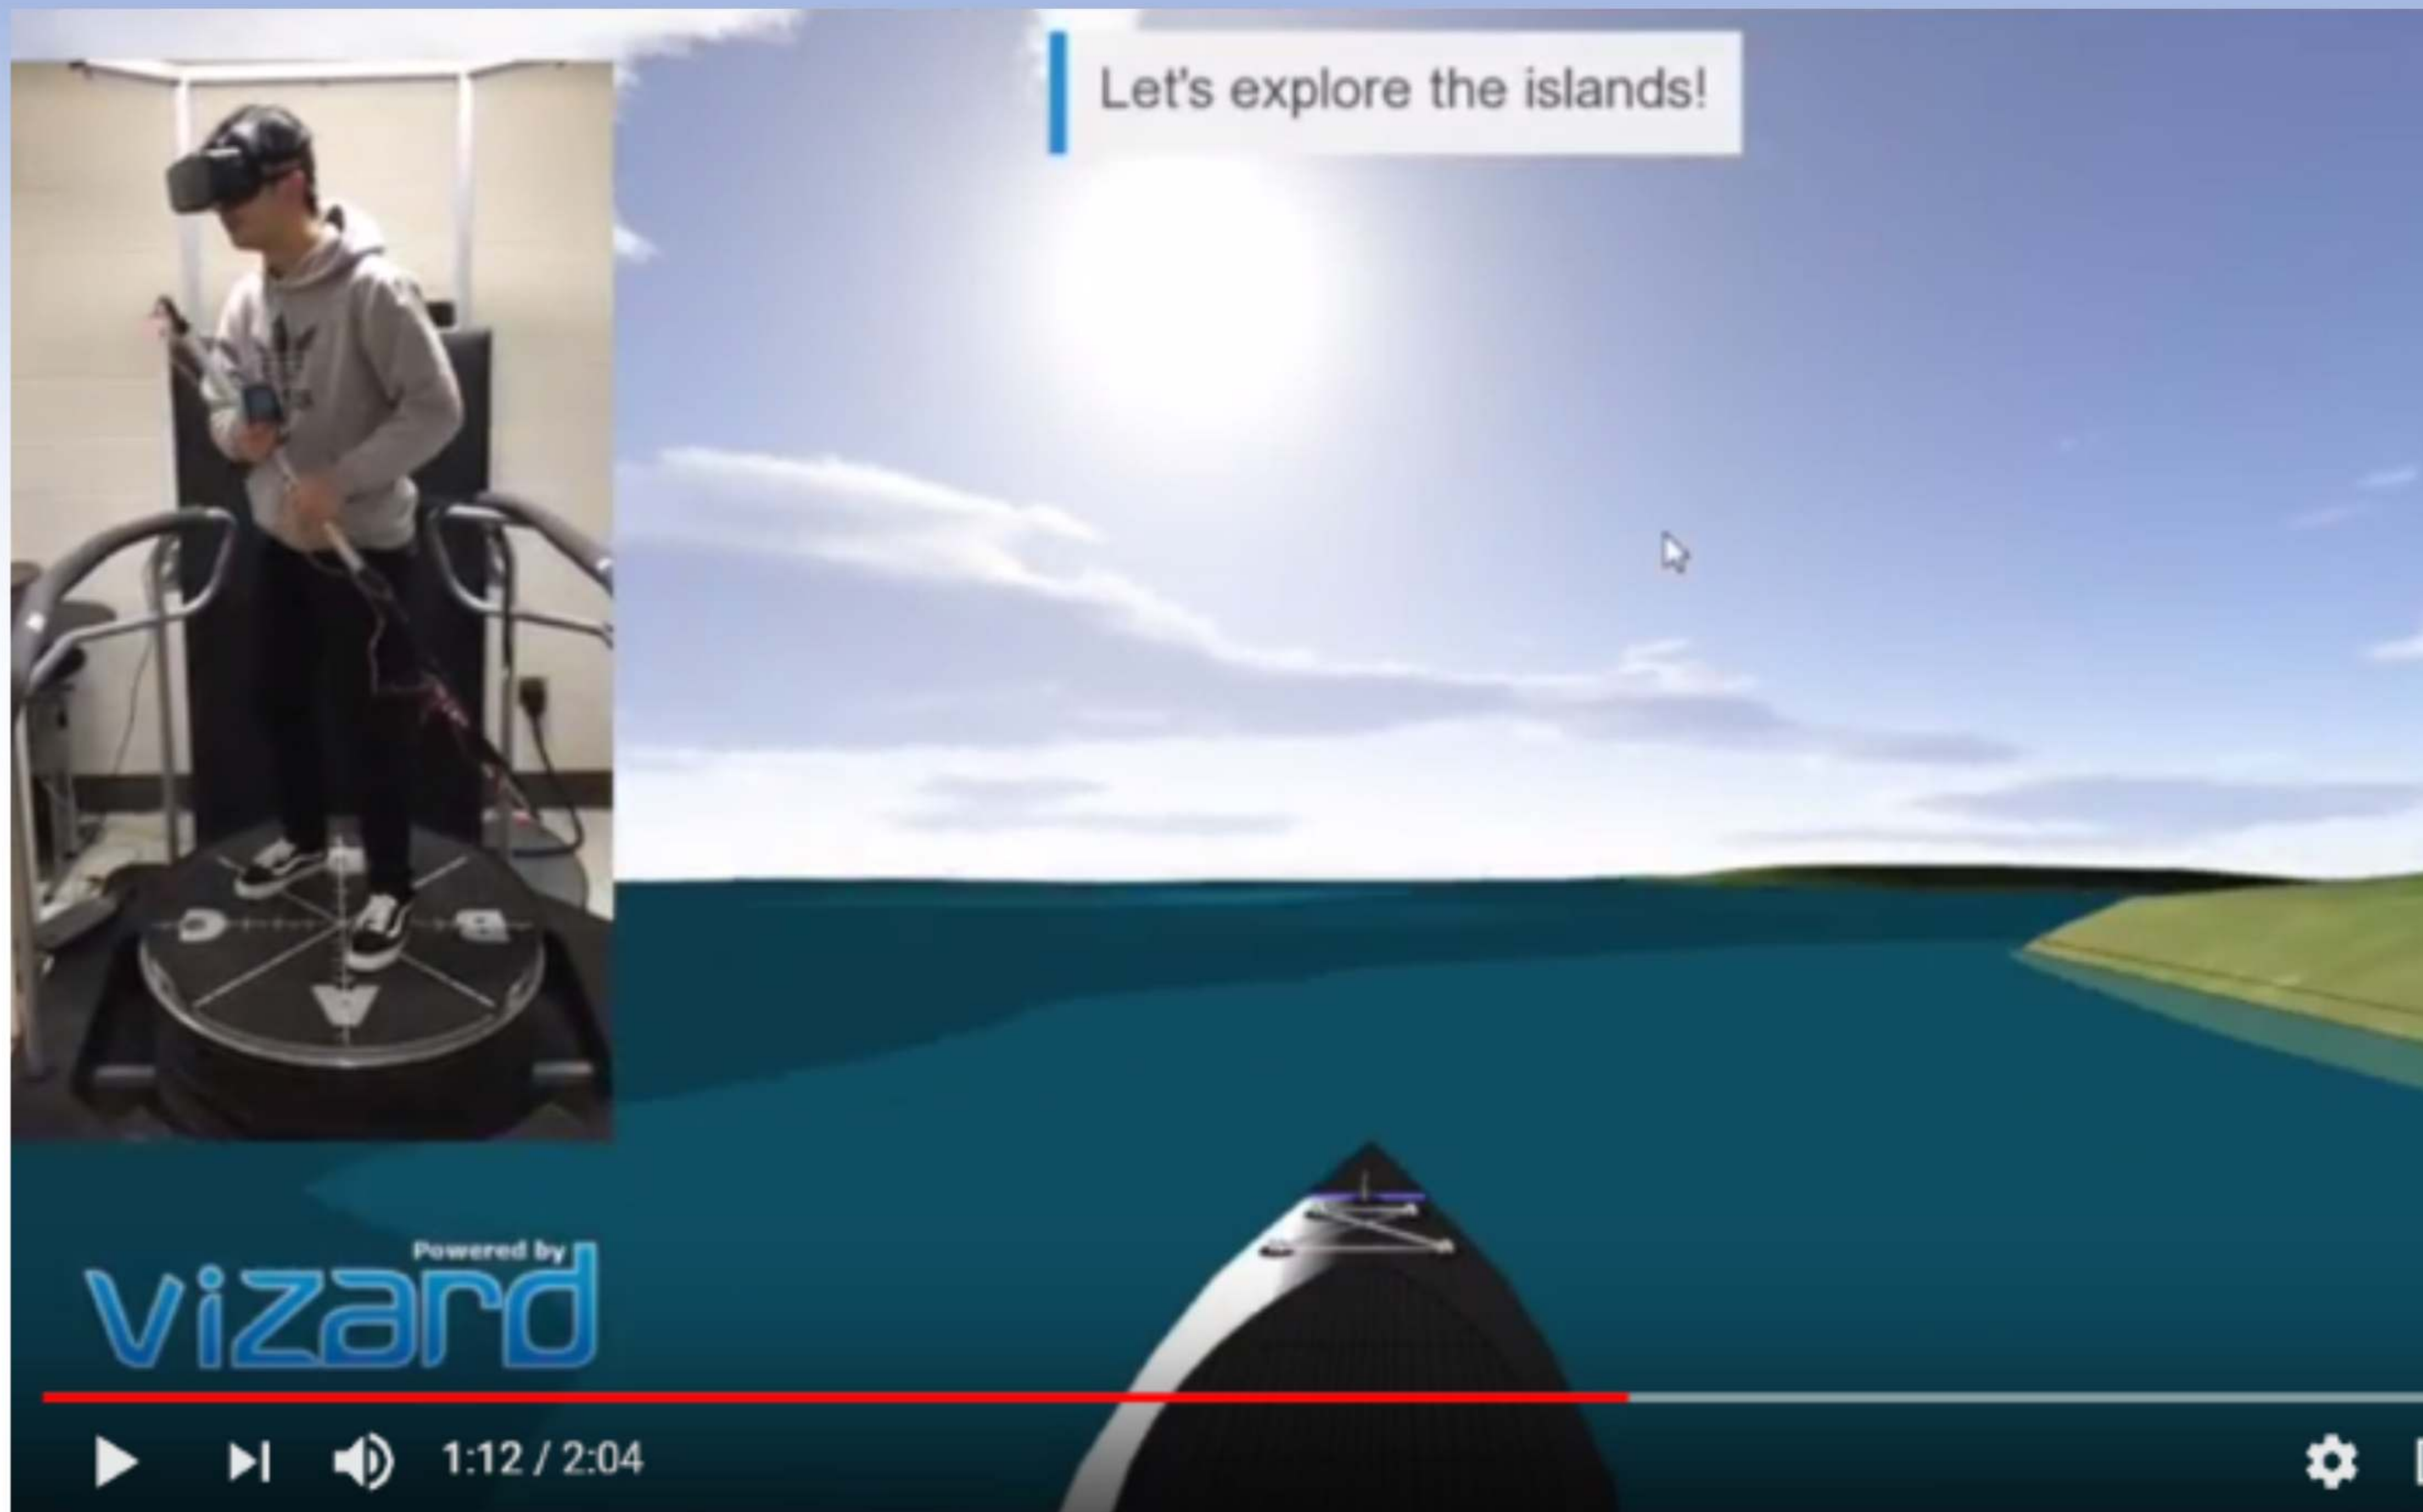 Let's explore the islands!
C
B
A
Powered by
Vizard
1:12 / 2:04